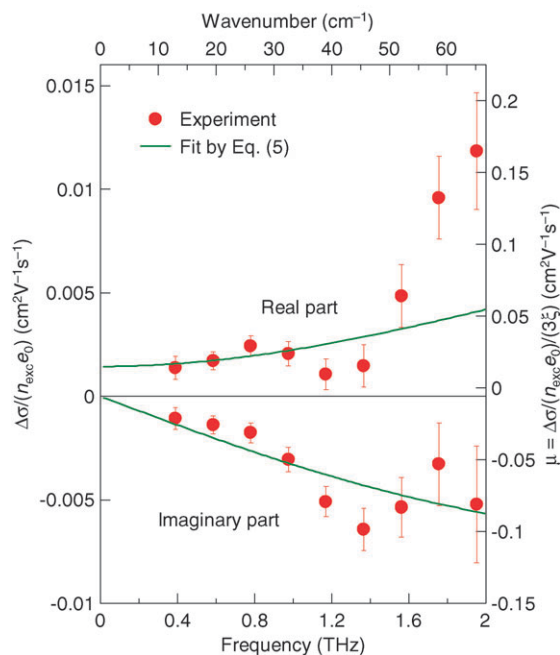 Wavenumber (cm⁻¹)
0 10 20 30 40 50 60
0.015
0.01
0.005
0
-0.005
-0.01
Δσ/(n_exc e₀) (cm²V⁻¹s⁻¹)
Experiment
Fit by Eq. (5)
Real part
Imaginary part
0.2
0.15
0.1
0.05
0
-0.05
-0.1
-0.15
μ = Δσ/(n_exc e₀)/(3ξ) (cm²V⁻¹s⁻¹)
0 0.4 0.8 1.2 1.6 2
Frequency (THz)